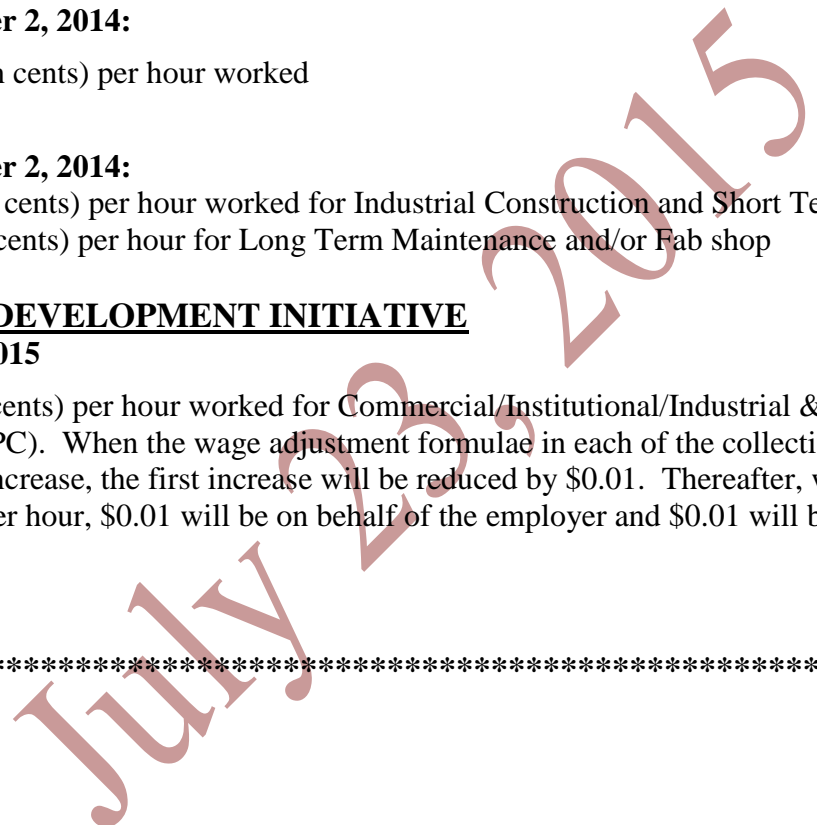 er 2, 2014:
n cents) per hour worked
er 2, 2014:
cents) per hour worked for Industrial Construction and Short Te
cents) per hour for Long Term Maintenance and/or Fab shop
DEVELOPMENT INITIATIVE
015
cents) per hour worked for Commercial/Institutional/Industrial &
PC). When the wage adjustment formulae in each of the collecti
ncrease, the first increase will be reduced by $0.01. Thereafter, w
er hour, $0.01 will be on behalf of the employer and $0.01 will b
************************************************
July 23, 2015